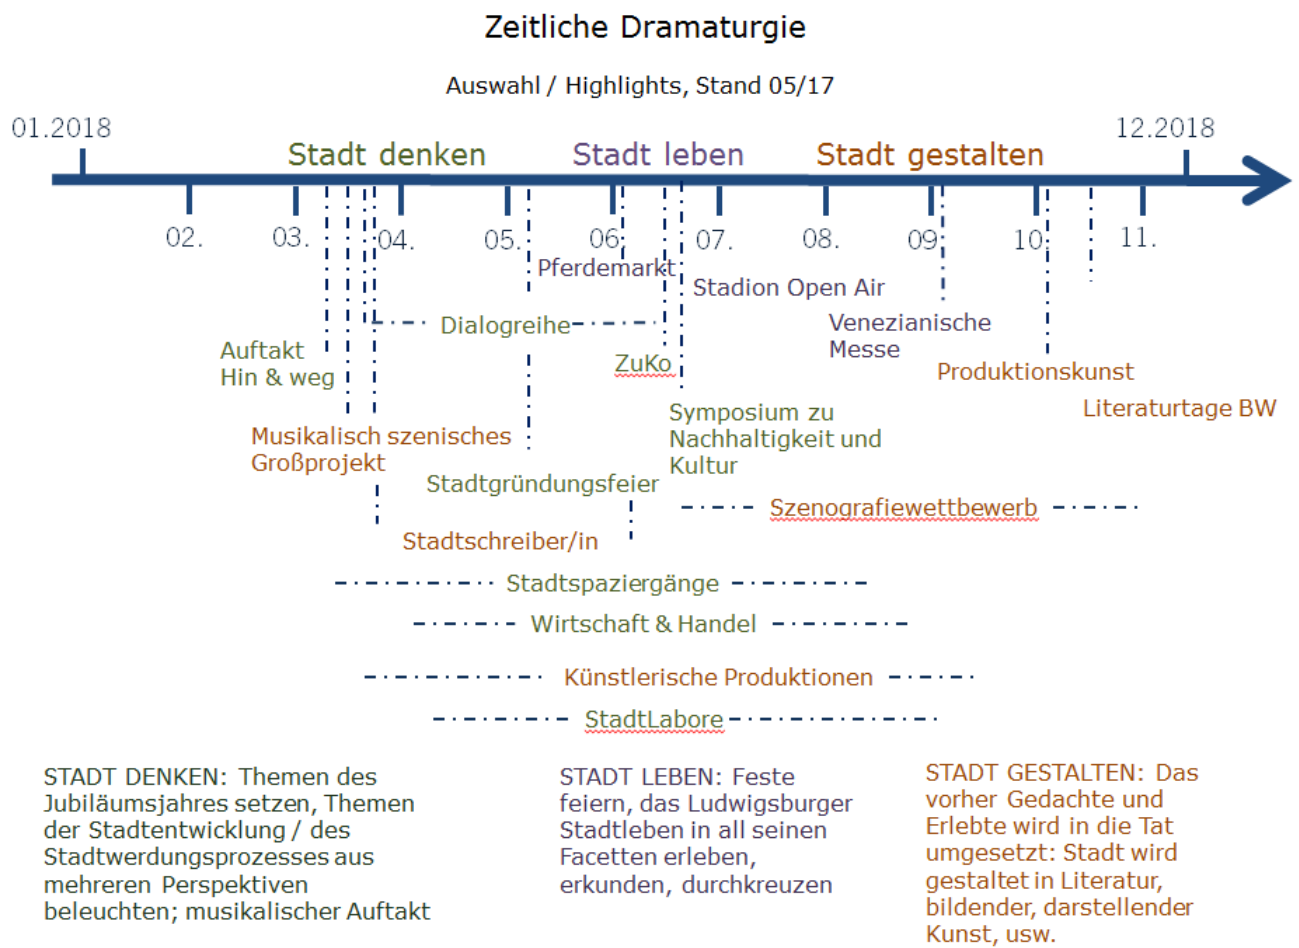 Zeitliche Dramaturgie
Auswahl / Highlights, Stand 05/17
01.2018
12.2018
Stadt denken
Stadt leben
Stadt gestalten
02.
03.
04.
05.
06.
07.
08.
09.
10.
11.
Pferdemarkt
Stadion Open Air
Venezianische
Messe
Dialogreihe
Auftakt
Hin & weg
ZuKo
Produktionskunst
Literaturtage BW
Symposium zu
Nachhaltigkeit und
Kultur
Musikalisch szenisches
Großprojekt
Stadtgründungsfeier
Szenografiewettbewerb
Stadtschreiber/in
Stadtspaziergänge
Wirtschaft & Handel
Künstlerische Produktionen
StadtLabore
STADT DENKEN: Themen des
Jubiläumsjahres setzen, Themen
der Stadtentwicklung / des
Stadtwerdungsprozesses aus
mehreren Perspektiven
beleuchten; musikalischer Auftakt
STADT LEBEN: Feste
feiern, das Ludwigsburger
Stadtleben in all seinen
Facetten erleben,
erkunden, durchkreuzen
STADT GESTALTEN: Das
vorher Gedachte und
Erlebte wird in die Tat
umgesetzt: Stadt wird
gestaltet in Literatur,
bildender, darstellender
Kunst, usw.